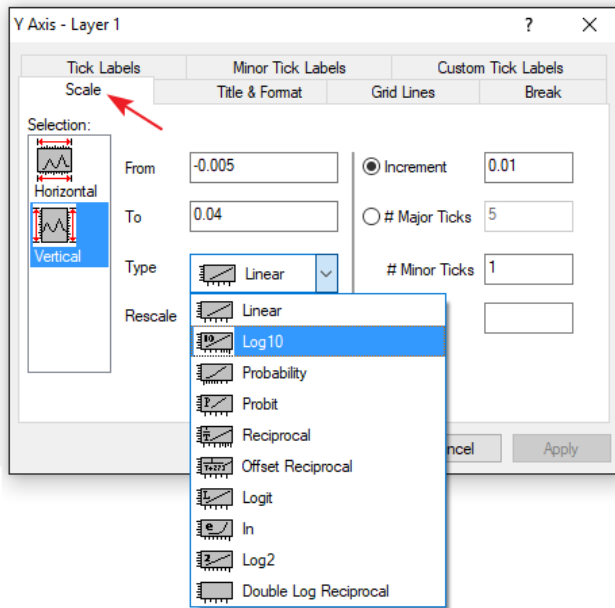 Y Axis - Layer 1 ?
Tick Labels Minor Tick Labels Custom Tick Labels
Scale Title & Format Grid Lines Break
Selection:
Horizontal
Vertical
From -0.005 Increment 0.01
To 0.04 # Major Ticks 5
Type Linear # Minor Ticks 1
Rescale
Linear
Log10
Probability
Probit
Reciprocal
Offset Reciprocal
Logit
ln
Log2
Double Log Reciprocal
ncel Apply